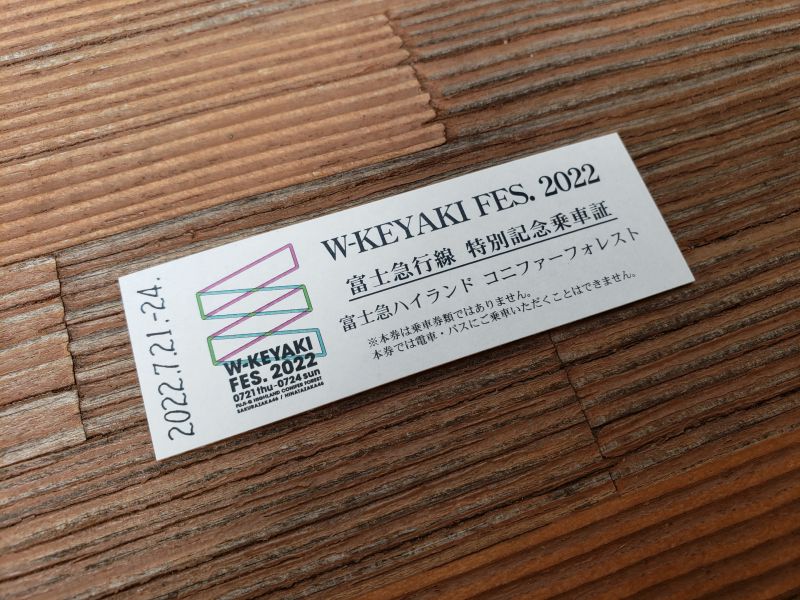 2022.7.21.-24.
W-KEYAKI
FES. 2022
0721 thu-0724 sun
FUJI-Q HIGHLAND CONIFER FOREST
SAKURAZAKA46 / HINATAZAKA46
W-KEYAKI FES. 2022
富士急行線 特別記念乗車証
富士急ハイランド コニファーフォレスト
※本券は乗車券類ではありません。
本券では電車・バスにご乗車いただくことはできません。